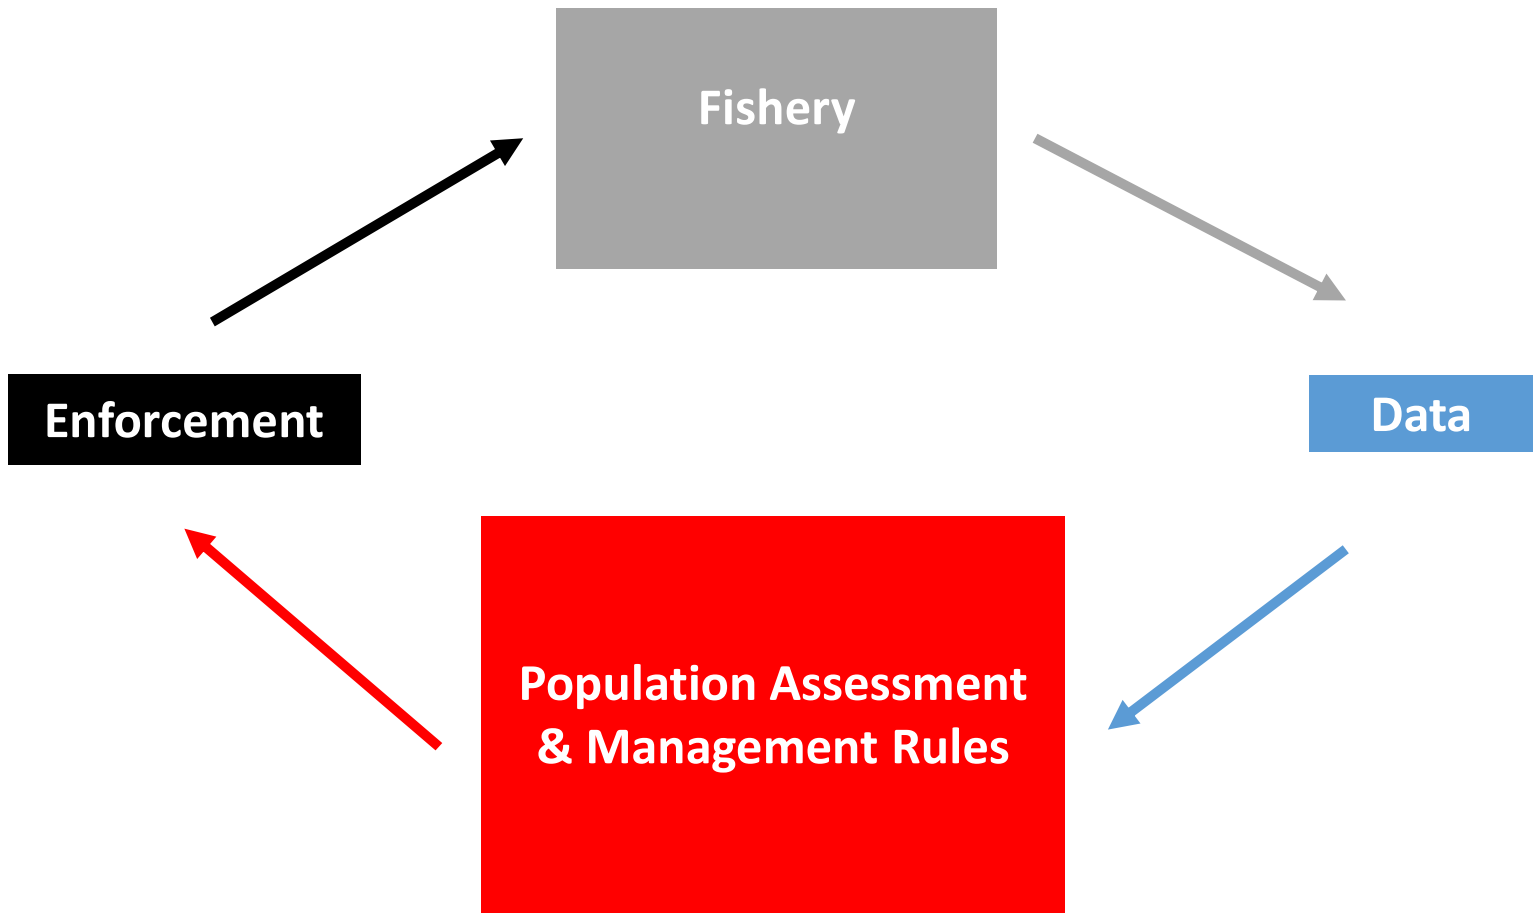 Fishery
Enforcement
Data
Population Assessment
& Management Rules